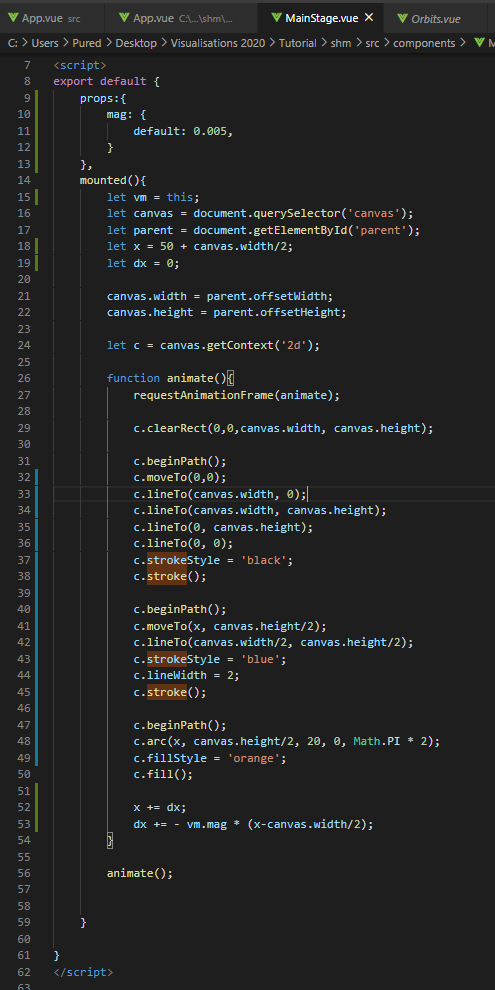 App.vue src App.vue C:\...\shm\... MainStage.vue Orbits.vue
C: > Users > Pured > Desktop > Visualisations 2020 > Tutorial > shm > src > components > M
7 <script>
8 export default {
9 props:{
10 mag: {
11 default: 0.005,
12 }
13 },
14 mounted(){
15 let vm = this;
16 let canvas = document.querySelector('canvas');
17 let parent = document.getElementById('parent');
18 let x = 50 + canvas.width/2;
19 let dx = 0;
20
21 canvas.width = parent.offsetWidth;
22 canvas.height = parent.offsetHeight;
23
24 let c = canvas.getContext('2d');
25
26 function animate(){
27 requestAnimationFrame(animate);
28
29 c.clearRect(0,0,canvas.width, canvas.height);
30
31 c.beginPath();
32 c.moveTo(0,0);
33 c.lineTo(canvas.width, 0);
34 c.lineTo(canvas.width, canvas.height);
35 c.lineTo(0, canvas.height);
36 c.lineTo(0, 0);
37 c.strokeStyle = 'black';
38 c.stroke();
39
40 c.beginPath();
41 c.moveTo(x, canvas.height/2);
42 c.lineTo(canvas.width/2, canvas.height/2);
43 c.strokeStyle = 'blue';
44 c.lineWidth = 2;
45 c.stroke();
46
47 c.beginPath();
48 c.arc(x, canvas.height/2, 20, 0, Math.PI * 2);
49 c.fillStyle = 'orange';
50 c.fill();
51
52 x += dx;
53 dx += - vm.mag * (x-canvas.width/2);
54 }
55
56 animate();
57
58
59 }
60
61 }
62 </script>
63